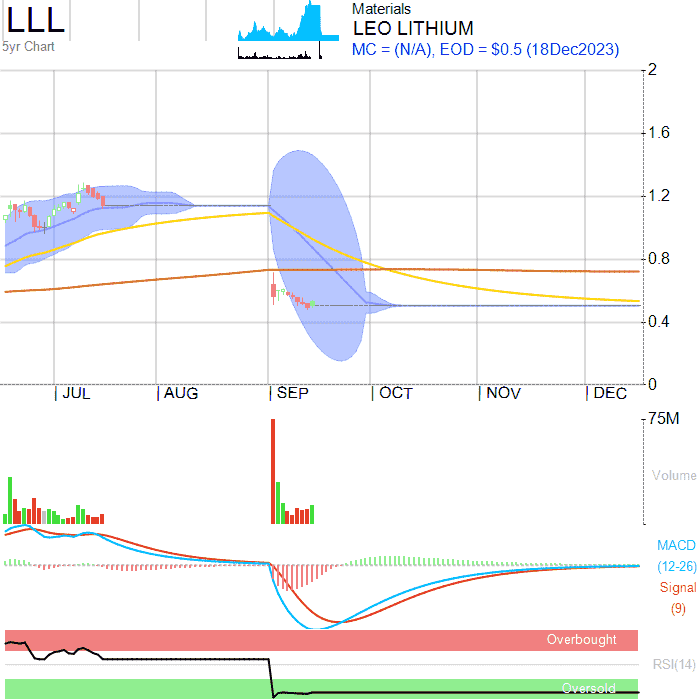 LLL
5yr Chart
Materials
LEO LITHIUM
MC = (N/A), EOD = $0.5 (18Dec2023)
2
1.6
1.2
0.8
0.4
0
JUL AUG SEP OCT NOV DEC
75M
Volume
MACD
(12-26)
Signal
(9)
Overbought
RSI(14)
Oversold